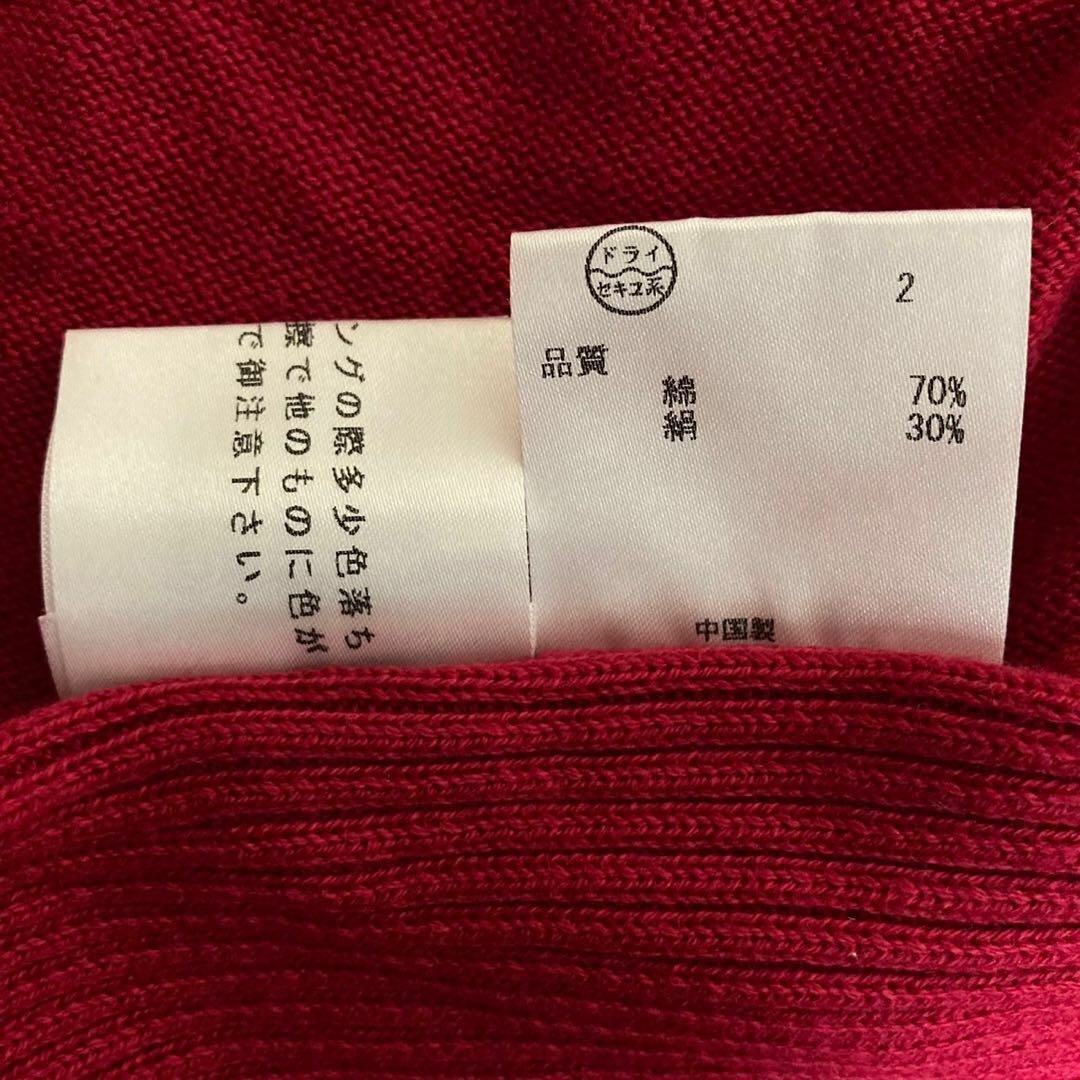 ングの際多少色落ち
擦で他のものに色が
で御注意下さい。
ドライ
セキユ系
2
品質
綿 70%
絹 30%
中国製